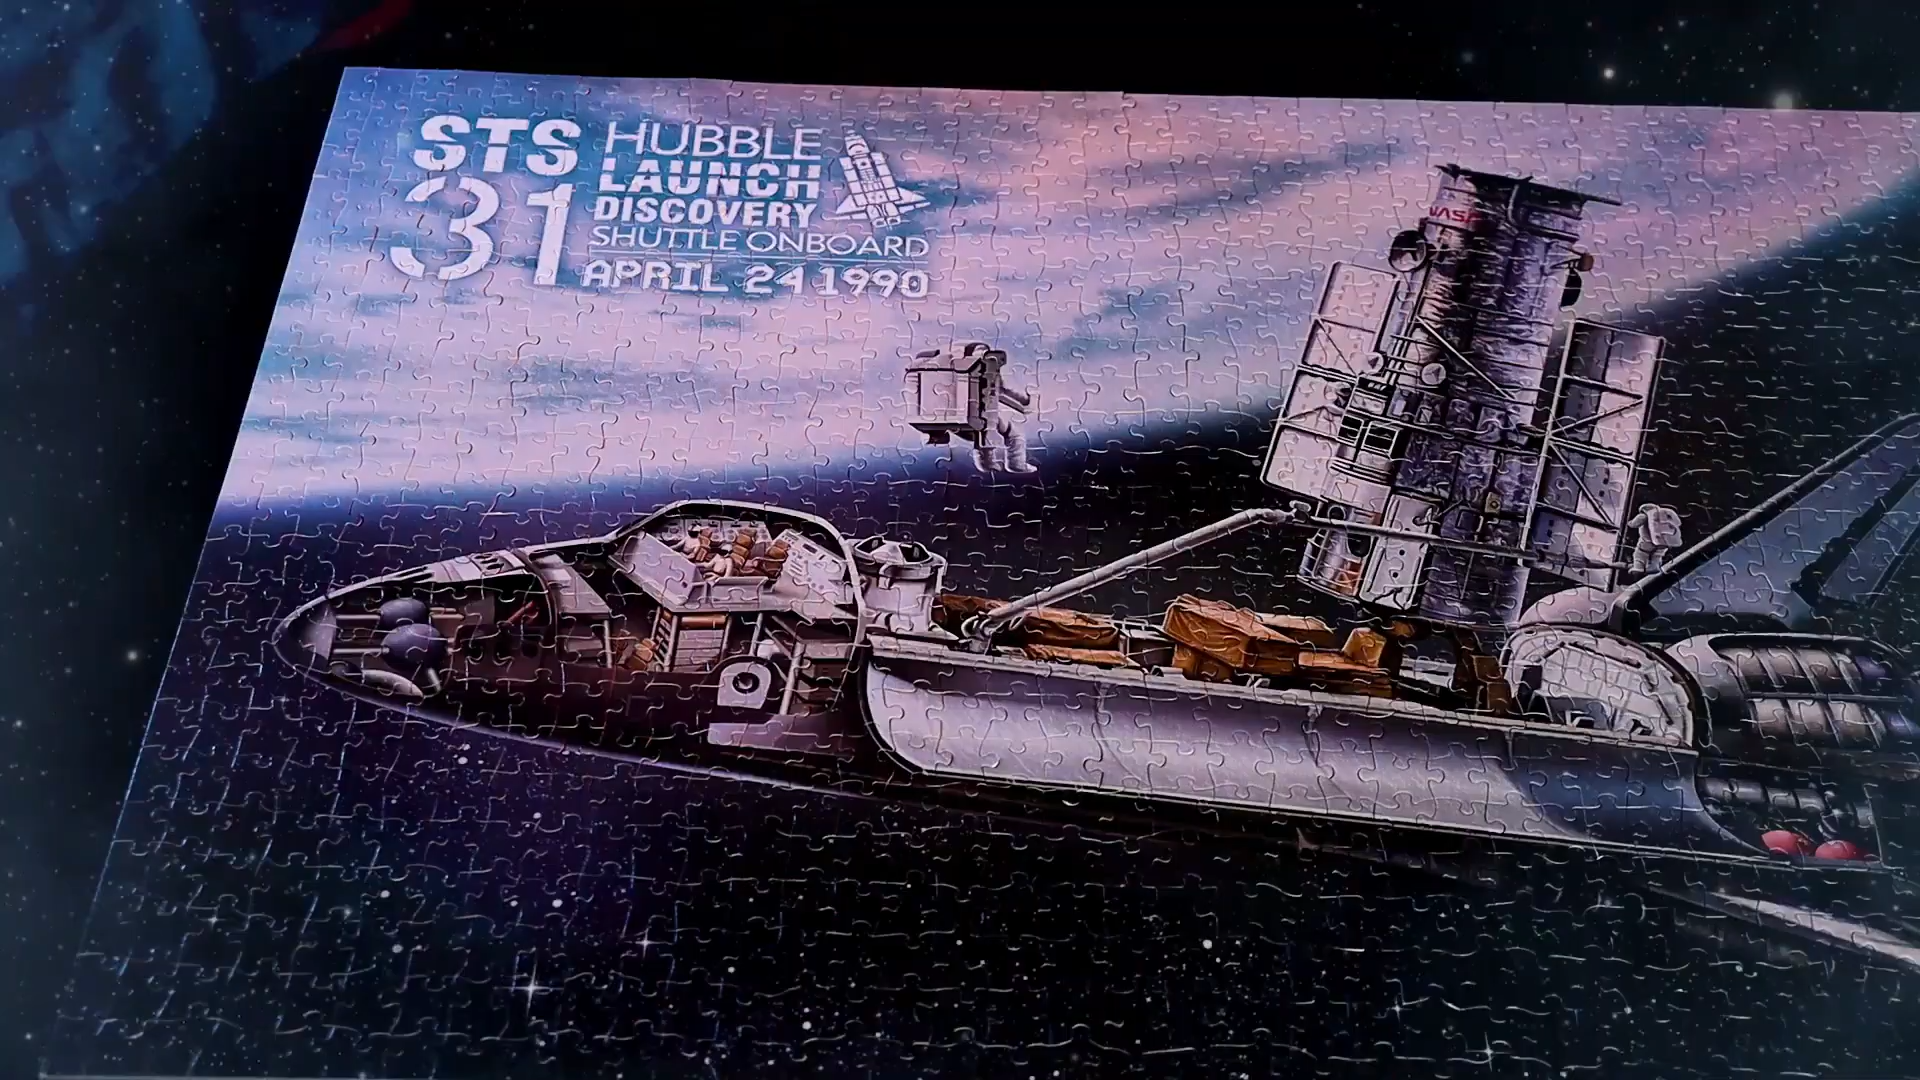 STS
31
HUBBLE
LAUNCH
DISCOVERY
SHUTTLE ONBOARD
APRIL 24 1990
NASA